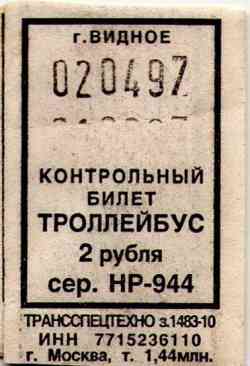 г. ВИДНОЕ
020497
КОНТРОЛЬНЫЙ
БИЛЕТ
ТРОЛЛЕЙБУС
2 рубля
сер. НР-944
ТРАНССПЕЦТЕХНО з.1483-10
ИНН 7715236110
г. Москва, т. 1,44млн.